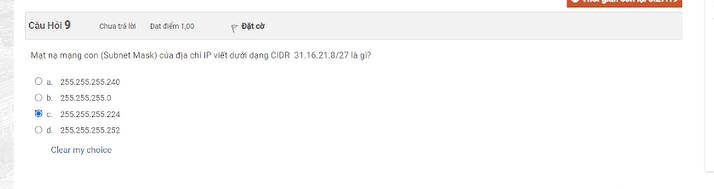 Câu Hỏi 9 Chưa trả lời Đạt điểm 1,00 Đặt cờ
Mạt nạ mạng con (Subnet Mask) của địa chỉ IP viết dưới dạng CIDR 31.16.21.8/27 là gì?
a. 255.255.255.240
b. 255.255.255.0
c. 255.255.255.224
d. 255.255.255.252
Clear my choice